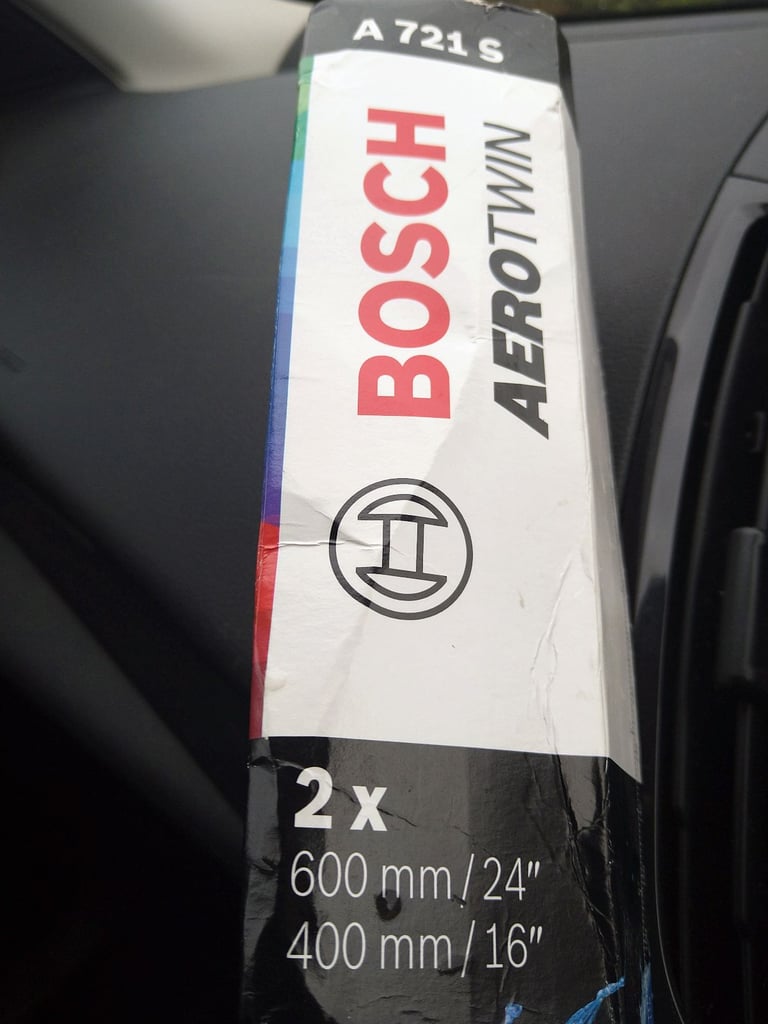 A 721 S
BOSCH
AEROTWIN
2 x
600 mm / 24"
400 mm / 16"